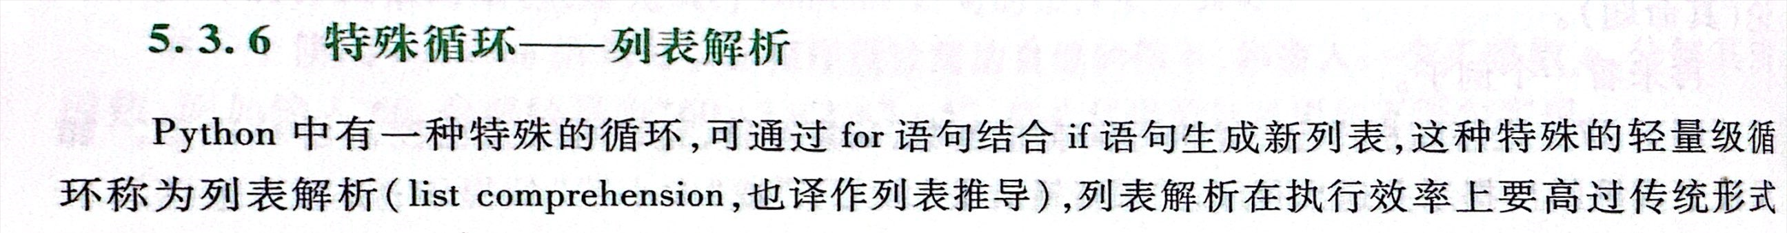 5.3.6 特殊循环——列表解析
Python 中有一种特殊的循环,可通过 for 语句结合 if 语句生成新列表,这种特殊的轻量级循
环称为列表解析(list comprehension,也译作列表推导),列表解析在执行效率上要高过传统形式